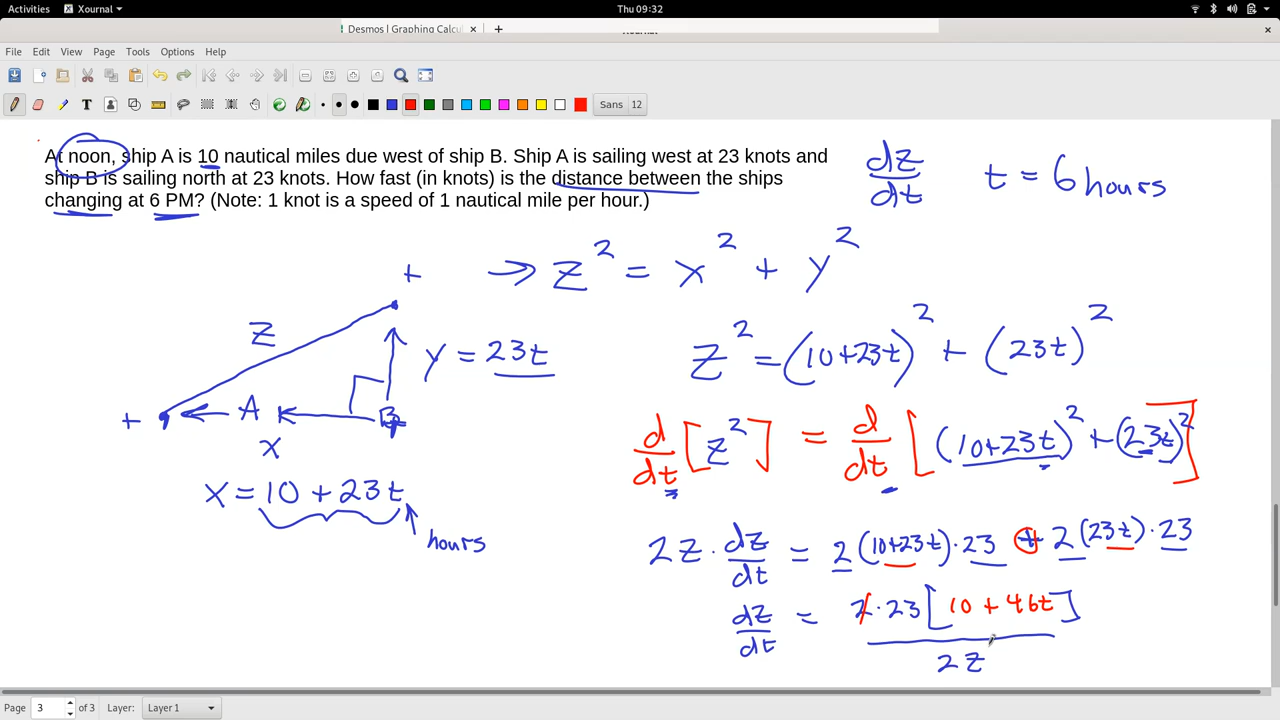 Activities Xournal Thu 09:32
Desmos | Graphing Calc × +
File Edit View Page Tools Options Help
Sans 12
At noon, ship A is 10 nautical miles due west of ship B. Ship A is sailing west at 23 knots and
ship B is sailing north at 23 knots. How fast (in knots) is the distance between the ships
changing at 6 PM? (Note: 1 knot is a speed of 1 nautical mile per hour.)
dz/dt t = 6 hours
→ z² = x² + y²
z
y = 23t
z² = (10+23t)² + (23t)²
A B
x
d/dt [z²] = d/dt [(10+23t)² + (23t)²]
x = 10 + 23t
hours
2z · dz/dt = 2(10+23t) · 23 + 2(23t) · 23
dz/dt = 2 · 23 [10 + 46t]
2z
Page 3 of 3 Layer: Layer 1